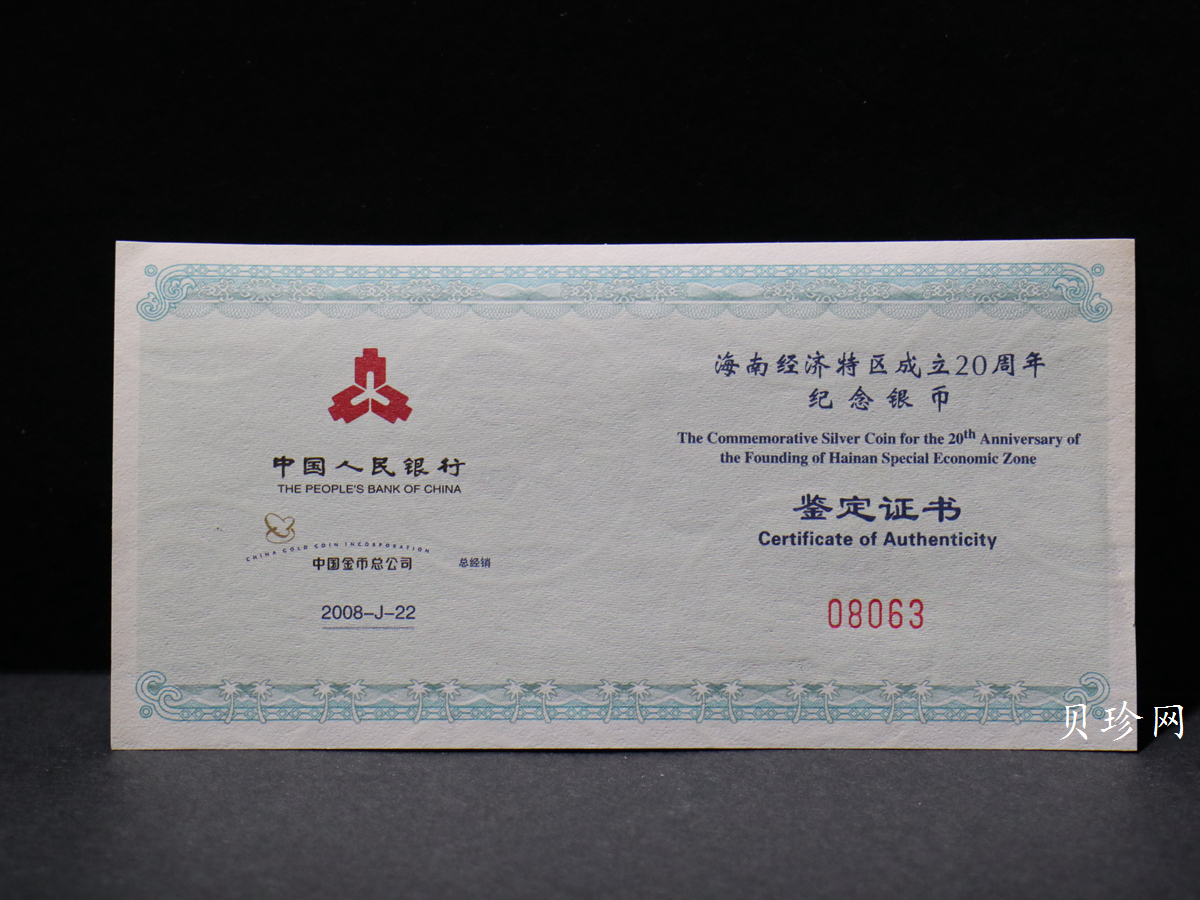 中国人民银行
THE PEOPLE'S BANK OF CHINA
CHINA GOLD COIN INCORPORATION
中国金币总公司 总经销
2008-J-22
海南经济特区成立20周年
纪念银币
The Commemorative Silver Coin for the 20th Anniversary of
the Founding of Hainan Special Economic Zone
鉴定证书
Certificate of Authenticity
08063
贝珍网